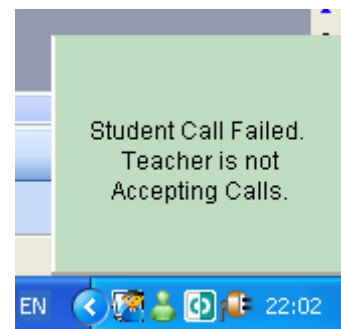 Student Call Failed.
Teacher is not
Accepting Calls.
EN 22:02